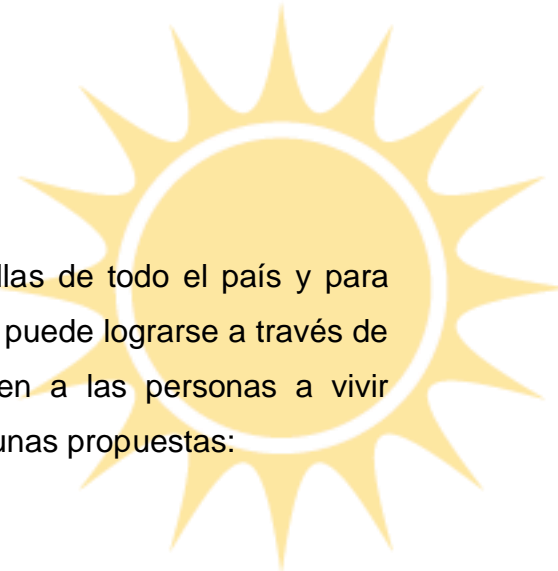 llas de todo el país y para
puede lograrse a través de
en a las personas a vivir
unas propuestas: